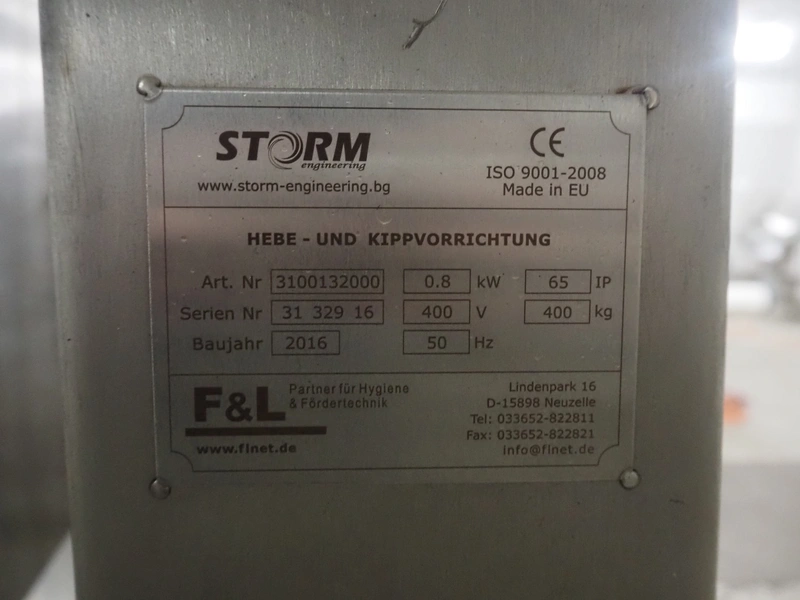 STORM
engineering
www.storm-engineering.bg
CE
ISO 9001-2008
Made in EU
HEBE - UND KIPPVORRICHTUNG
Art. Nr 3100132000 0.8 kW 65 IP
Serien Nr 31 329 16 400 V 400 kg
Baujahr 2016 50 Hz
F&L
Partner für Hygiene
& Fördertechnik
www.flnet.de
Lindenpark 16
D-15898 Neuzelle
Tel: 033652-822811
Fax: 033652-822821
info@flnet.de